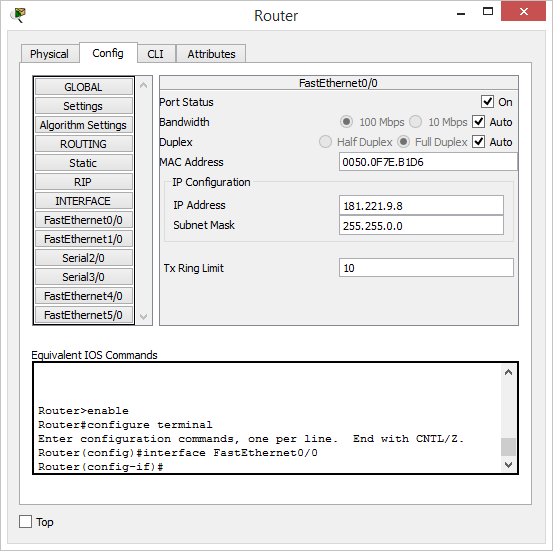 Router
Physical Config CLI Attributes
GLOBAL
Settings
Algorithm Settings
ROUTING
Static
RIP
INTERFACE
FastEthernet0/0
FastEthernet1/0
Serial2/0
Serial3/0
FastEthernet4/0
FastEthernet5/0
FastEthernet0/0
Port Status On
Bandwidth 100 Mbps 10 Mbps Auto
Duplex Half Duplex Full Duplex Auto
MAC Address 0050.0F7E.B1D6
IP Configuration
IP Address 181.221.9.8
Subnet Mask 255.255.0.0
Tx Ring Limit 10
Equivalent IOS Commands
Router>enable
Router#configure terminal
Enter configuration commands, one per line.  End with CNTL/Z.
Router(config)#interface FastEthernet0/0
Router(config-if)#
Top